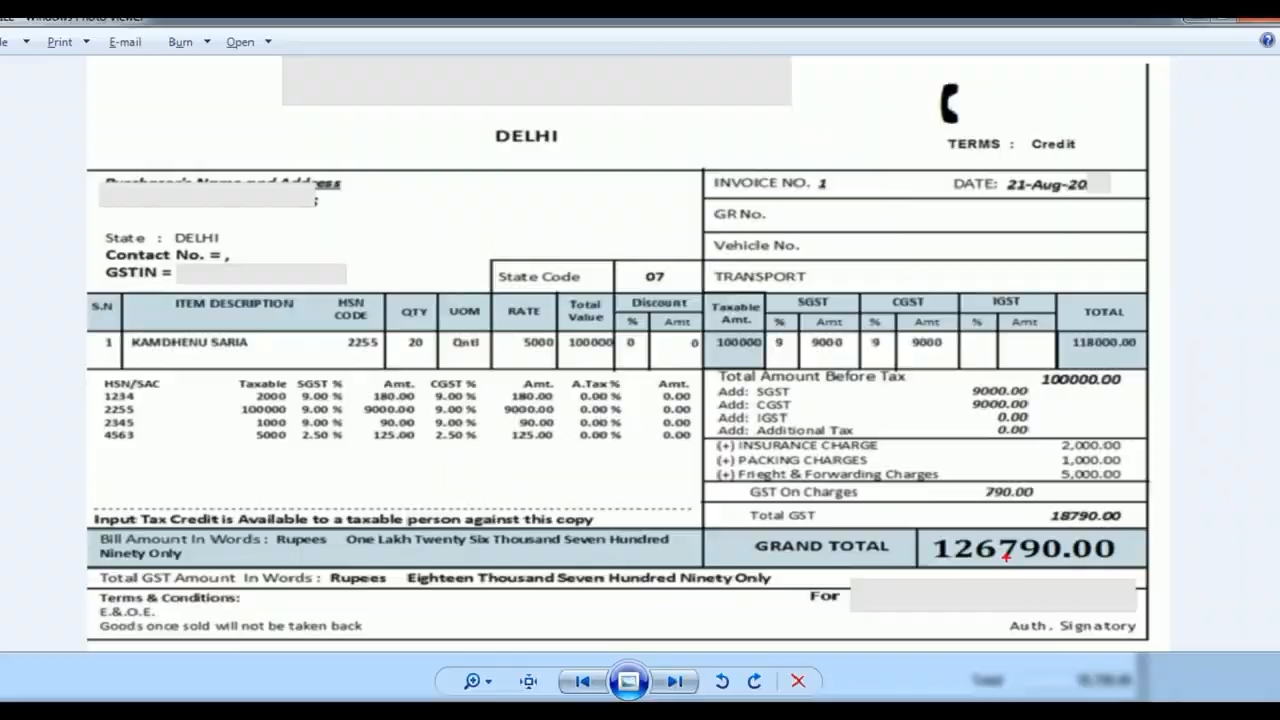 Print E-mail Burn Open
DELHI
TERMS : Credit
Purchaser's Name and Address
INVOICE NO. 1 DATE: 21-Aug-20
GR No.
State : DELHI
Vehicle No.
Contact No. = ,
GSTIN =
State Code 07 TRANSPORT
S.N ITEM DESCRIPTION HSN CODE QTY UOM RATE Total Value Discount Taxable Amt. SGST CGST IGST TOTAL
% Amt % Amt % Amt % Amt
1 KAMDHENU SARIA 2255 20 Qntl 5000 100000 0 0 100000 9 9000 9 9000 118000.00
HSN/SAC Taxable SGST % Amt. CGST % Amt. A.Tax % Amt.
1234 2000 9.00 % 180.00 9.00 % 180.00 0.00 % 0.00
2255 100000 9.00 % 9000.00 9.00 % 9000.00 0.00 % 0.00
2345 1000 9.00 % 90.00 9.00 % 90.00 0.00 % 0.00
4563 5000 2.50 % 125.00 2.50 % 125.00 0.00 % 0.00
Total Amount Before Tax 100000.00
Add: SGST 9000.00
Add: CGST 9000.00
Add: IGST 0.00
Add: Additional Tax 0.00
(+) INSURANCE CHARGE 2,000.00
(+) PACKING CHARGES 1,000.00
(+) Frieght & Forwarding Charges 5,000.00
GST On Charges 790.00
Total GST 18790.00
Input Tax Credit is Available to a taxable person against this copy
Bill Amount In Words : Rupees One Lakh Twenty Six Thousand Seven Hundred
Ninety Only
GRAND TOTAL 126790.00
Total GST Amount In Words : Rupees Eighteen Thousand Seven Hundred Ninety Only
For
Terms & Conditions:
E.&.O.E.
Goods once sold will not be taken back
Auth. Signatory